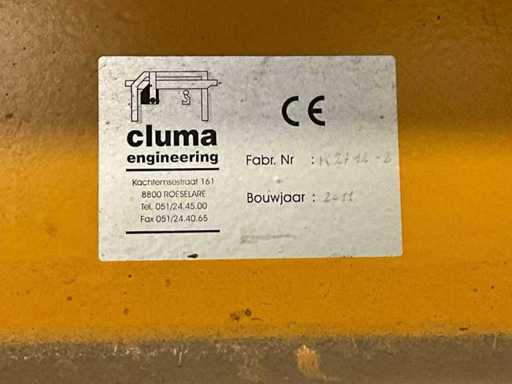 cluma
engineering
Kachtemsestraat 161
8800 ROESELARE
Tel. 051/24.45.00
Fax 051/24.40.65
CE
Fabr. Nr :
Bouwjaar : 2011